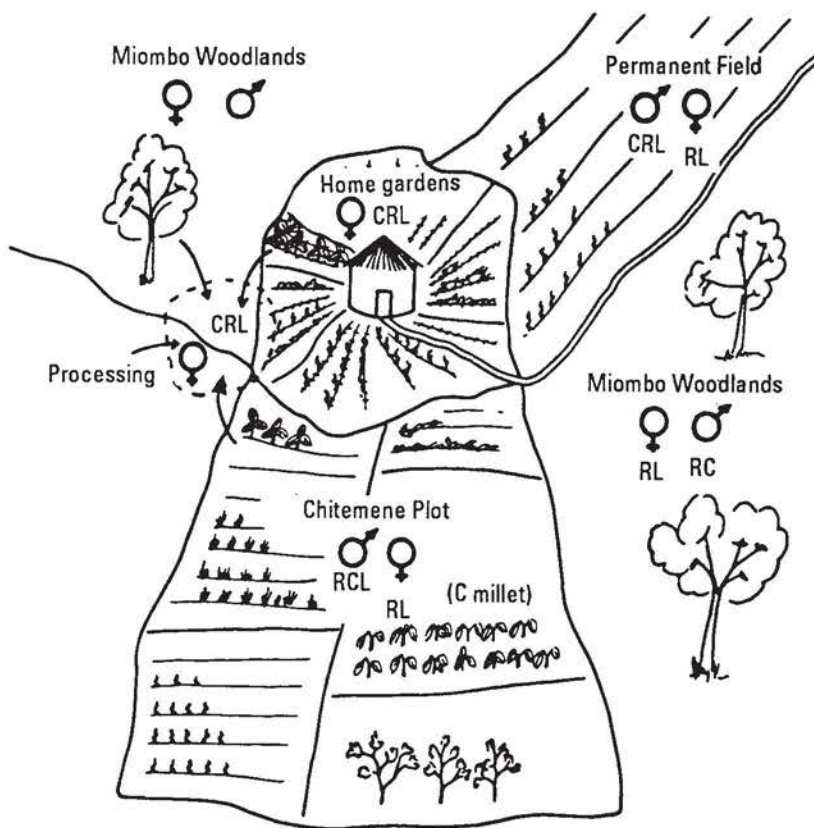 Miombo Woodlands
Permanent Field
CRL
RL
Home gardens
CRL
CRL
Processing
Miombo Woodlands
RL RC
Chitemene Plot
RCL
RL
(C millet)